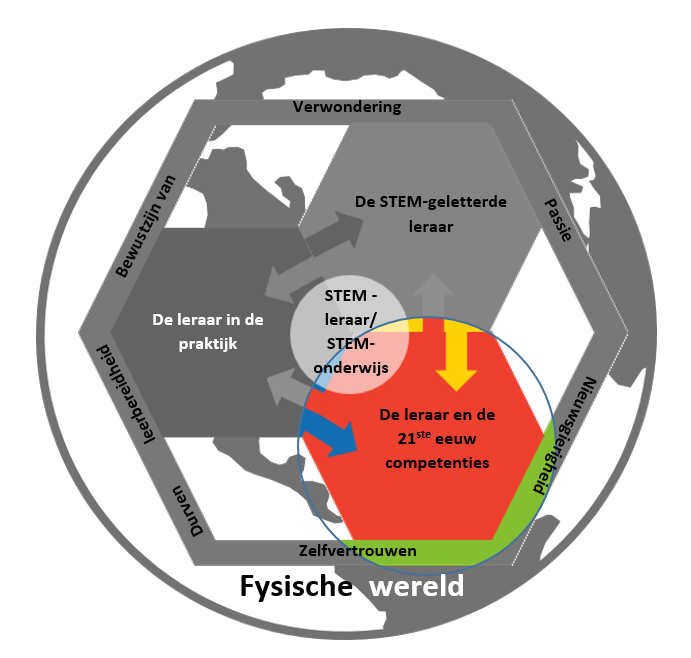 Verwondering
Bewustzijn van
Passie
De STEM-geletterde
leraar
STEM -
leraar/
STEM-
onderwijs
De leraar in de
praktijk
leerbereidheid
Nieuwsgierigheid
De leraar en de
21ste eeuw
competenties
Durven
Zelfvertrouwen
Fysische wereld